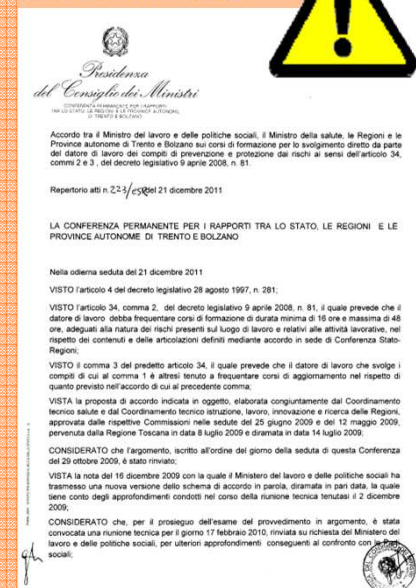 Presidenza
del Consiglio dei Ministri
CONFERENZA PERMANENTE PER I RAPPORTI
TRA LO STATO, LE REGIONI E LE PROVINCE AUTONOME
DI TRENTO E BOLZANO
Accordo tra il Ministro del lavoro e delle politiche sociali, il Ministro della salute, le Regioni e le
Province autonome di Trento e Bolzano sui corsi di formazione per lo svolgimento diretto da parte
del datore di lavoro dei compiti di prevenzione e protezione dai rischi ai sensi dell'articolo 34,
commi 2 e 3 , del decreto legislativo 9 aprile 2008, n. 81.
Repertorio atti n. 223/CSR del 21 dicembre 2011
LA CONFERENZA PERMANENTE PER I RAPPORTI TRA LO STATO, LE REGIONI E LE
PROVINCE AUTONOME DI TRENTO E BOLZANO
Nella odierna seduta del 21 dicembre 2011
VISTO l'articolo 4 del decreto legislativo 28 agosto 1997, n. 281;
VISTO l'articolo 34, comma 2, del decreto legislativo 9 aprile 2008, n. 81, il quale prevede che il
datore di lavoro debba frequentare corsi di formazione di durata minima di 16 ore e massima di 48
ore, adeguati alla natura dei rischi presenti sul luogo di lavoro e relativi alle attività lavorative, nel
rispetto dei contenuti e delle articolazioni definiti mediante accordo in sede di Conferenza Stato-
Regioni;
VISTO il comma 3 del predetto articolo 34, il quale prevede che il datore di lavoro che svolge i
compiti di cui al comma 1 è altresì tenuto a frequentare corsi di aggiornamento nel rispetto di
quanto previsto nell'accordo di cui al precedente comma;
VISTA la proposta di accordo indicata in oggetto, elaborata congiuntamente dal Coordinamento
tecnico salute e dal Coordinamento tecnico istruzione, lavoro, innovazione e ricerca delle Regioni,
approvata dalle rispettive Commissioni nelle sedute del 25 giugno 2009 e del 12 maggio 2009,
pervenuta dalla Regione Toscana in data 8 luglio 2009 e diramata in data 14 luglio 2009;
CONSIDERATO che l'argomento, iscritto all'ordine del giorno della seduta di questa Conferenza
del 29 ottobre 2009, è stato rinviato;
VISTA la nota del 16 dicembre 2009 con la quale il Ministero del lavoro e delle politiche sociali ha
trasmesso una nuova versione dello schema di accordo in parola, diramata in pari data, la quale
tiene conto degli approfondimenti condotti nel corso della riunione tecnica tenutasi il 2 dicembre
2009;
CONSIDERATO che, per il prosieguo dell'esame del provvedimento in argomento, è stata
convocata una riunione tecnica per il giorno 17 febbraio 2010, rinviata su richiesta del Ministero del
lavoro e delle politiche sociali, per ulteriori approfondimenti conseguenti al confronto con le Parti
sociali;